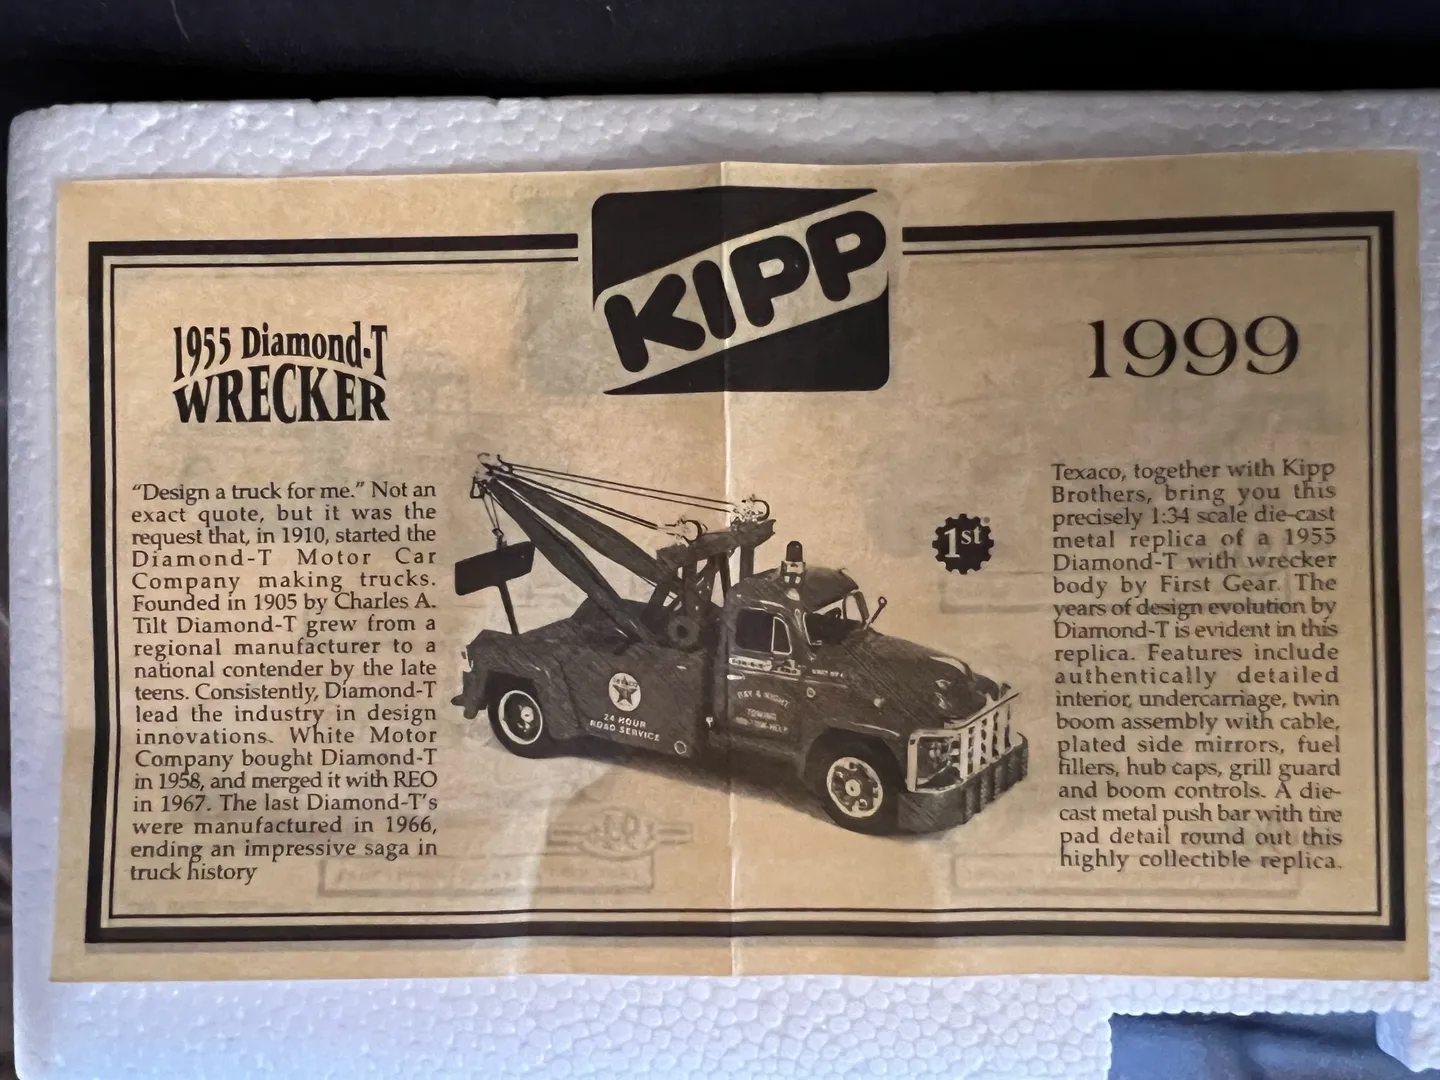 KIPP
1955 Diamond-T
WRECKER
1999
"Design a truck for me." Not an
exact quote, but it was the
request that, in 1910, started the
Diamond-T Motor Car
Company making trucks.
Founded in 1905 by Charles A.
Tilt Diamond-T grew from a
regional manufacturer to a
national contender by the late
teens. Consistently, Diamond-T
lead the industry in design
innovations. White Motor
Company bought Diamond-T
in 1958, and merged it with REO
in 1967. The last Diamond-T's
were manufactured in 1966,
ending an impressive saga in
truck history
24 HOUR
ROAD SERVICE
DAY & NIGHT
TOWING
1st
Texaco, together with Kipp
Brothers, bring you this
precisely 1:34 scale die-cast
metal replica of a 1955
Diamond-T with wrecker
body by First Gear. The
years of design evolution by
Diamond-T is evident in this
replica. Features include
authentically detailed
interior, undercarriage, twin
boom assembly with cable,
plated side mirrors, fuel
fillers, hub caps, grill guard
and boom controls. A die-
cast metal push bar with tire
pad detail round out this
highly collectible replica.